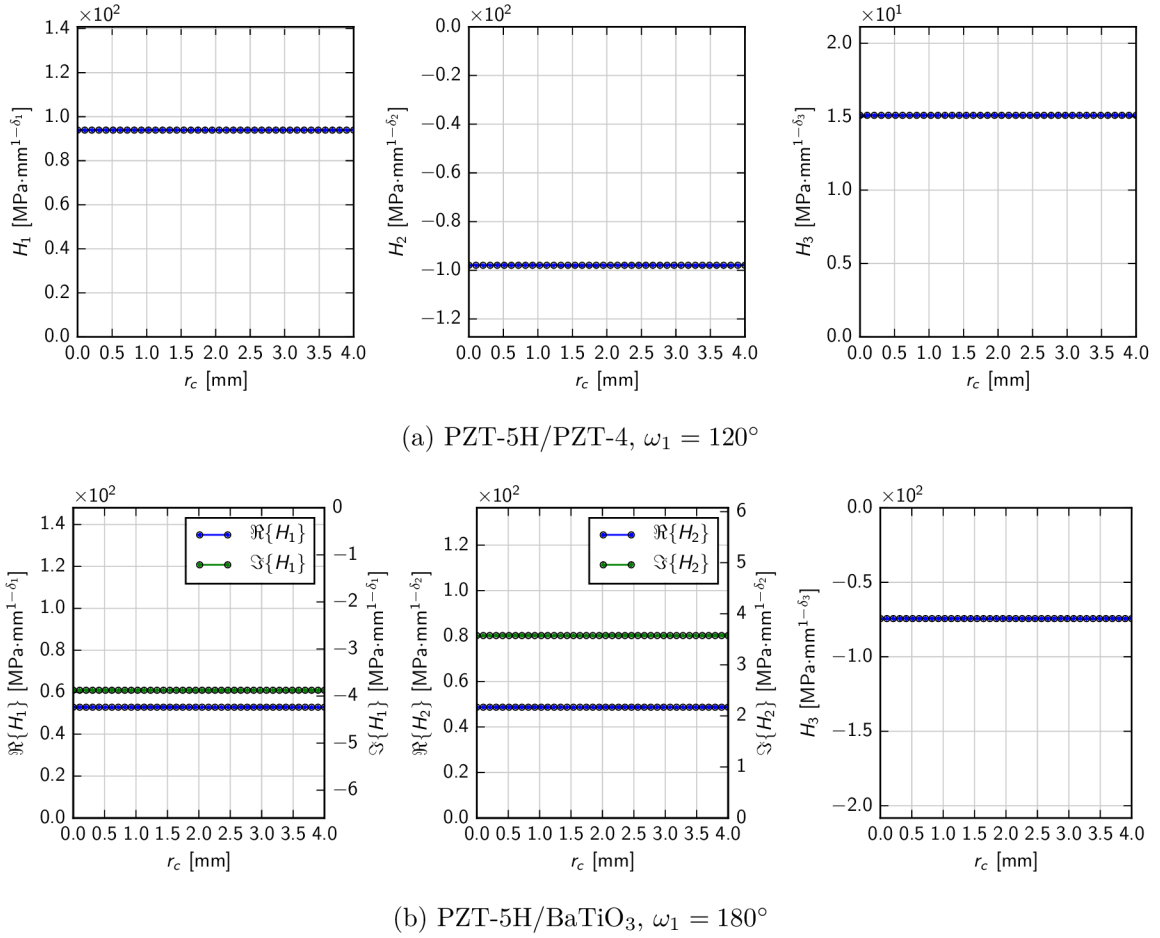 ×10² ×10² ×10¹
H₁ [MPa·mm^{1−δ₁}]
1.4
1.2
1.0
0.8
0.6
0.4
0.2
0.0
0.0 0.5 1.0 1.5 2.0 2.5 3.0 3.5 4.0
r_c [mm]
H₂ [MPa·mm^{1−δ₂}]
0.0
−0.2
−0.4
−0.6
−0.8
−1.0
−1.2
0.0 0.5 1.0 1.5 2.0 2.5 3.0 3.5 4.0
r_c [mm]
H₃ [MPa·mm^{1−δ₃}]
2.0
1.5
1.0
0.5
0.0
0.0 0.5 1.0 1.5 2.0 2.5 3.0 3.5 4.0
r_c [mm]
(a) PZT-5H/PZT-4, ω₁ = 120°
×10² ×10² ×10²
ℜ{H₁} [MPa·mm^{1−δ₁}]
1.4
1.2
1.0
0.8
0.6
0.4
0.2
0.0
ℜ{H₁}
ℑ{H₁}
0
−1
−2
−3
−4
−5
−6
ℑ{H₁} [MPa·mm^{1−δ₁}]
0.0 0.5 1.0 1.5 2.0 2.5 3.0 3.5 4.0
r_c [mm]
ℜ{H₂} [MPa·mm^{1−δ₂}]
1.2
1.0
0.8
0.6
0.4
0.2
0.0
ℜ{H₂}
ℑ{H₂}
6
5
4
3
2
1
0
ℑ{H₂} [MPa·mm^{1−δ₂}]
0.0 0.5 1.0 1.5 2.0 2.5 3.0 3.5 4.0
r_c [mm]
H₃ [MPa·mm^{1−δ₃}]
0.0
−0.5
−1.0
−1.5
−2.0
0.0 0.5 1.0 1.5 2.0 2.5 3.0 3.5 4.0
r_c [mm]
(b) PZT-5H/BaTiO₃, ω₁ = 180°